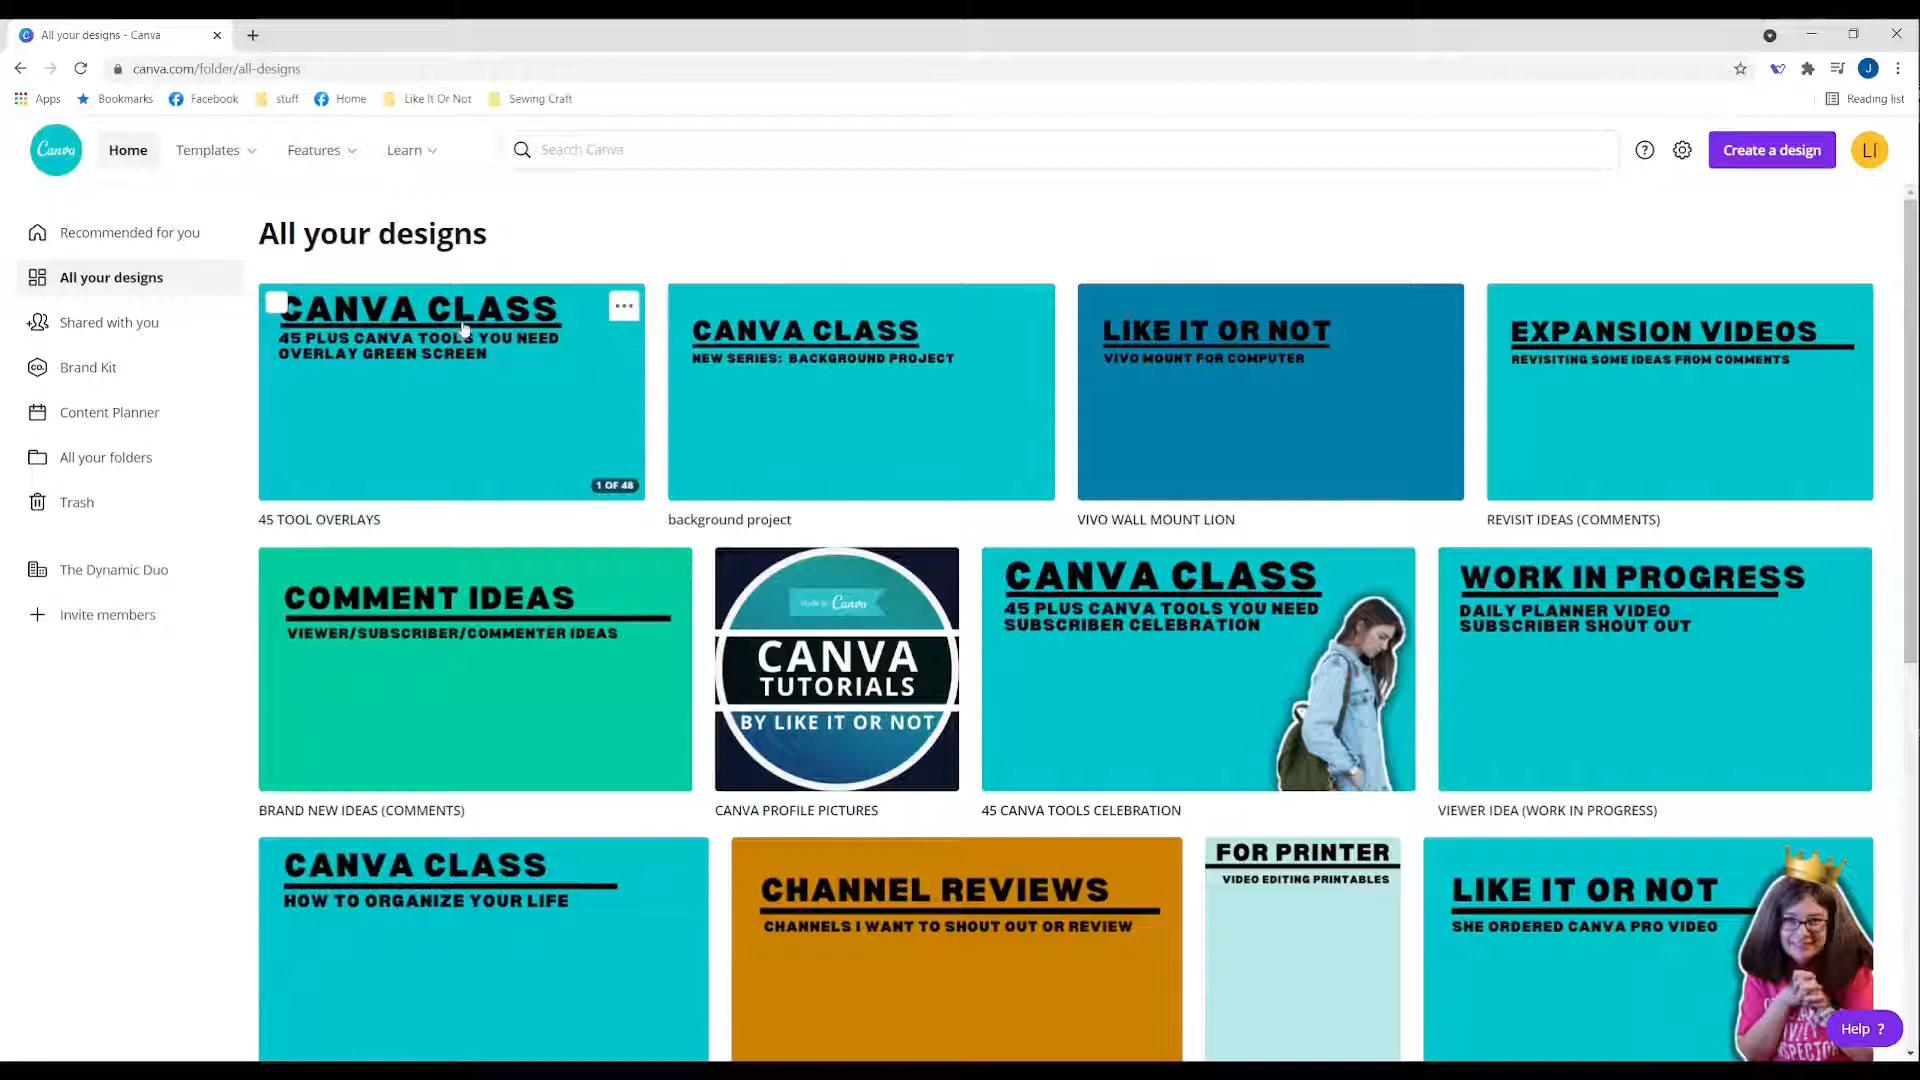 All your designs - Canva
canva.com/folder/all-designs
J
Apps
Bookmarks
Facebook
stuff
Home
Like It Or Not
Sewing Craft
Reading list
Canva
Home
Templates
Features
Learn
Search Canva
Create a design
LI
Recommended for you
All your designs
Shared with you
CO.
Brand Kit
Content Planner
All your folders
Trash
The Dynamic Duo
Invite members
All your designs
CANVA CLASS
45 PLUS CANVA TOOLS YOU NEED
OVERLAY GREEN SCREEN
1 OF 48
45 TOOL OVERLAYS
CANVA CLASS
NEW SERIES: BACKGROUND PROJECT
background project
LIKE IT OR NOT
VIVO MOUNT FOR COMPUTER
VIVO WALL MOUNT LION
EXPANSION VIDEOS
REVISITING SOME IDEAS FROM COMMENTS
REVISIT IDEAS (COMMENTS)
COMMENT IDEAS
VIEWER/SUBSCRIBER/COMMENTER IDEAS
BRAND NEW IDEAS (COMMENTS)
Canva
CANVA
TUTORIALS
BY LIKE IT OR NOT
CANVA PROFILE PICTURES
CANVA CLASS
45 PLUS CANVA TOOLS YOU NEED
SUBSCRIBER CELEBRATION
45 CANVA TOOLS CELEBRATION
WORK IN PROGRESS
DAILY PLANNER VIDEO
SUBSCRIBER SHOUT OUT
VIEWER IDEA (WORK IN PROGRESS)
CANVA CLASS
HOW TO ORGANIZE YOUR LIFE
CHANNEL REVIEWS
CHANNELS I WANT TO SHOUT OUT OR REVIEW
FOR PRINTER
VIDEO EDITING PRINTABLES
LIKE IT OR NOT
SHE ORDERED CANVA PRO VIDEO
Help ?